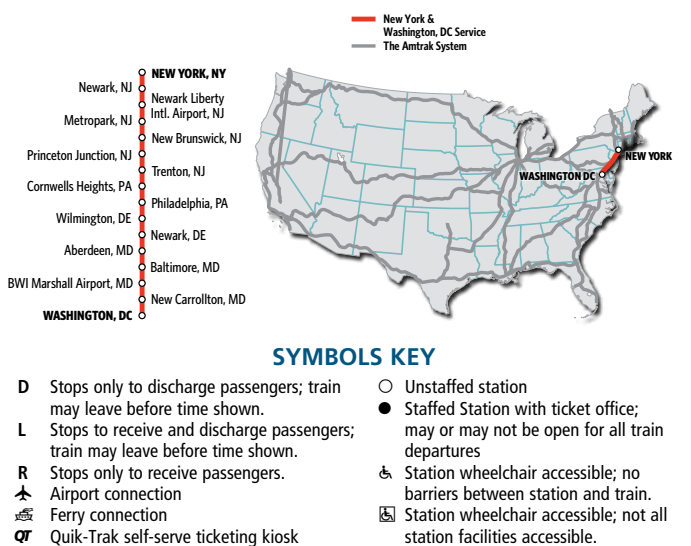 New York &
Washington, DC Service
The Amtrak System
NEW YORK, NY
Newark, NJ
Newark Liberty
Intl. Airport, NJ
Metropark, NJ
New Brunswick, NJ
Princeton Junction, NJ
Trenton, NJ
Cornwells Heights, PA
Philadelphia, PA
Wilmington, DE
Newark, DE
Aberdeen, MD
Baltimore, MD
BWI Marshall Airport, MD
New Carrollton, MD
WASHINGTON, DC
NEW YORK
WASHINGTON DC
SYMBOLS KEY
D Stops only to discharge passengers; train
may leave before time shown.
L Stops to receive and discharge passengers;
train may leave before time shown.
R Stops only to receive passengers.
Airport connection
Ferry connection
QT Quik-Trak self-serve ticketing kiosk
Unstaffed station
Staffed Station with ticket office;
may or may not be open for all train
departures
Station wheelchair accessible; no
barriers between station and train.
Station wheelchair accessible; not all
station facilities accessible.